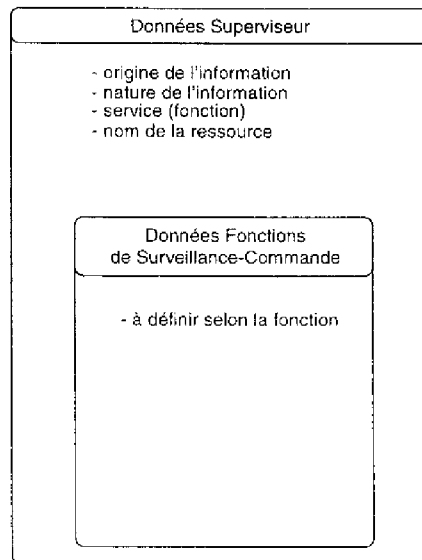 Données Superviseur
- origine de l'information
- nature de l'information
- service (fonction)
- nom de la ressource
Données Fonctions
de Surveillance-Commande
- à définir selon la fonction